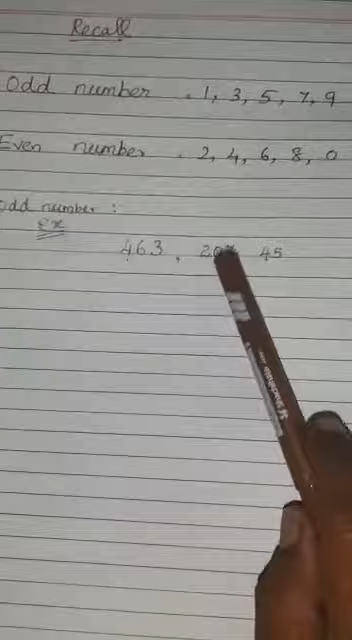 Recall
Odd number . 1, 3, 5, 7, 9
Even number . 2, 4, 6, 8, 0
Odd number :
Ex
463 , 45